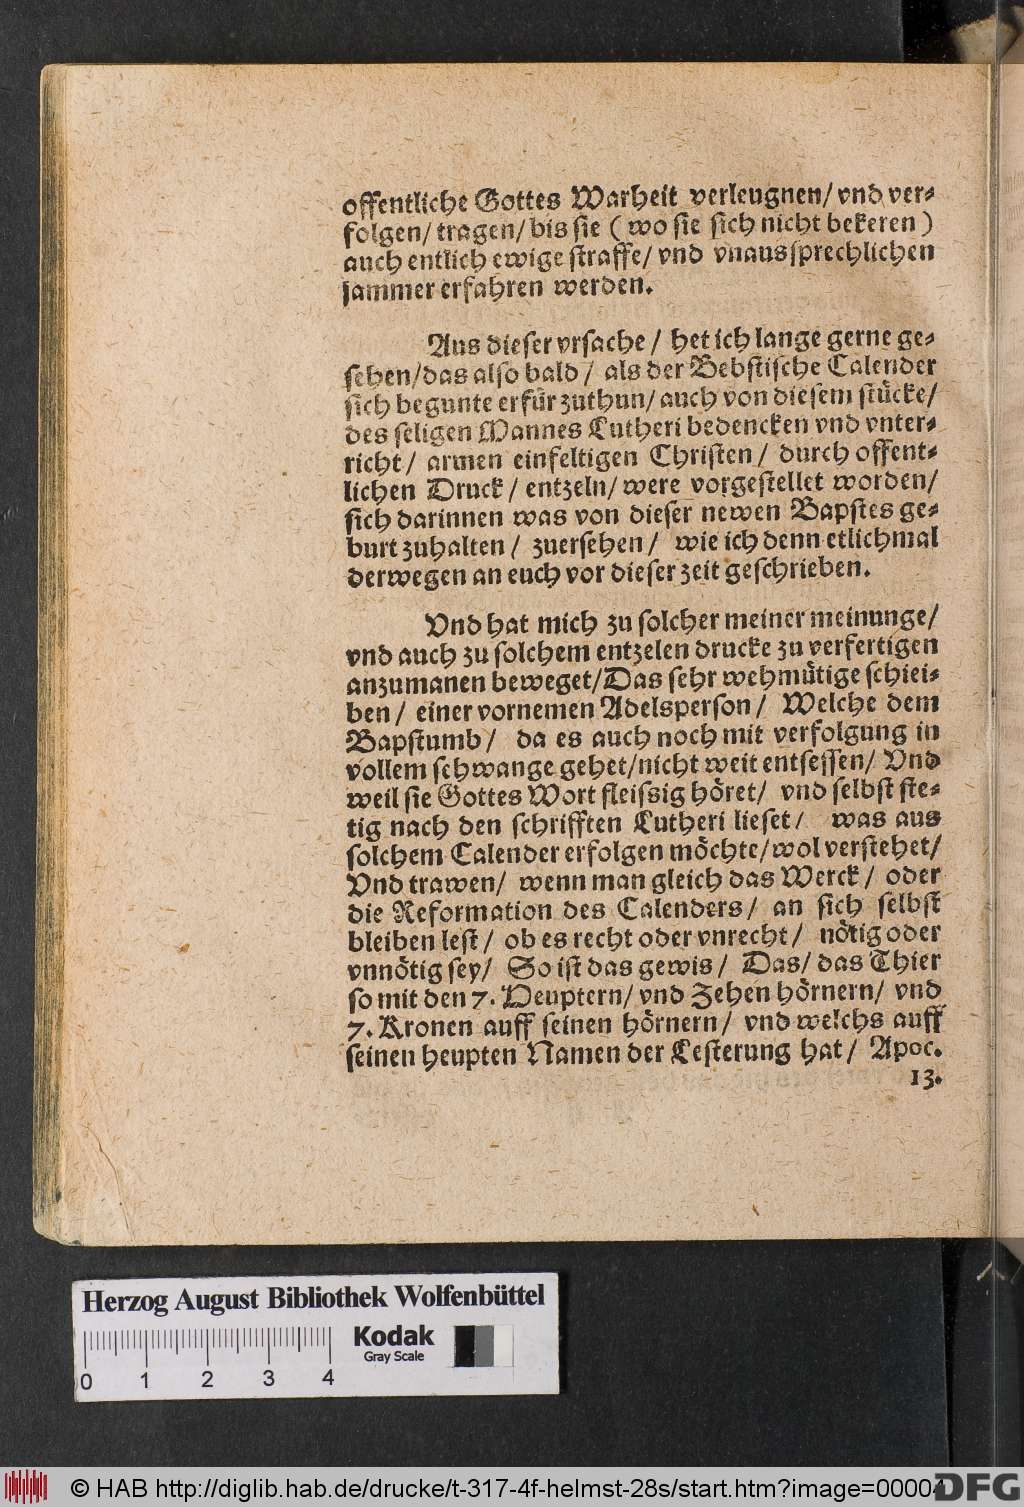 offentliche Gottes Warheit verleugnen/ vnd ver-
folgen/ tragen/ bis sie ( wo sie sich nicht bekeren )
auch entlich ewige straffe/ vnd vnaussprechlichen
jammer erfahren werden.
Aus dieser vrsache / het ich lange gerne ge-
sehen/das also bald / als der Bebstische Calender
sich begunte erfür zuthun/ auch von diesem stücke/
des seligen Mannes Lutheri bedencken vnd vnter-
richt / armen einfeltigen Christen / durch offent-
lichen Druck / entzeln/ were vorgestellet worden/
sich darinnen was von dieser newen Bapstes ge-
burt zuhalten / zuersehen / wie ich denn etlichmal
derwegen an euch vor dieser zeit geschrieben.
Vnd hat mich zu solcher meiner meinunge/
vnd auch zu solchem entzelen drucke zu verfertigen
anzumanen beweget/Das sehr wehmütige schiei-
ben / einer vornemen Adelsperson / Welche dem
Bapstumb / da es auch noch mit verfolgung in
vollem schwange gehet/nicht weit entsessen/ Vnd
weil sie Gottes Wort fleissig höret/ vnd selbst ste-
tig nach den schrifften Lutheri lieset / was aus
solchem Calender erfolgen möchte/wol verstehet/
Vnd trawen/ wenn man gleich das Werck / oder
die Reformation des Calenders / an sich selbst
bleiben lest / ob es recht oder vnrecht / nötig oder
vnnötig sey/ So ist das gewis / Das/ das Thier
so mit den 7. Heuptern/ vnd Zehen hörnern/ vnd
7. Kronen auff seinen hörnern/ vnd welchs auff
seinen heupten Namen der Lesterung hat / Apoc.
13.
Herzog August Bibliothek Wolfenbüttel
Kodak
Gray Scale
0 1 2 3 4
© HAB http://diglib.hab.de/drucke/t-317-4f-helmst-28s/start.htm?image=00004
DFG